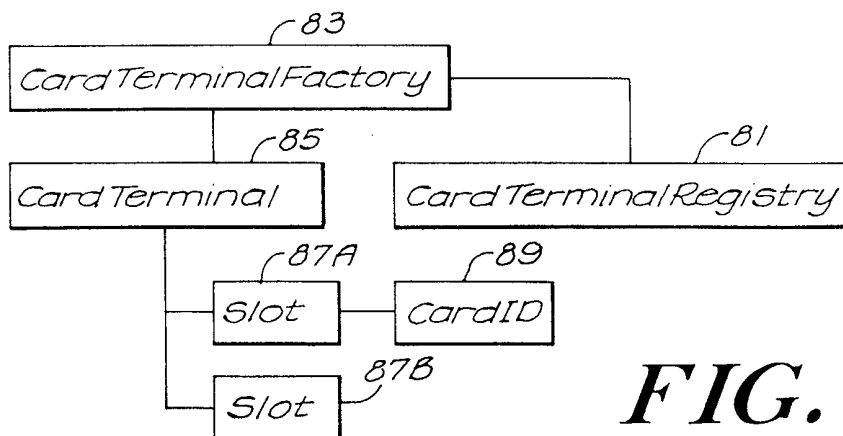 83
CardTerminalFactory
85
81
CardTerminal
CardTerminalRegistry
87A
89
Slot
CardID
87B
Slot
FIG.